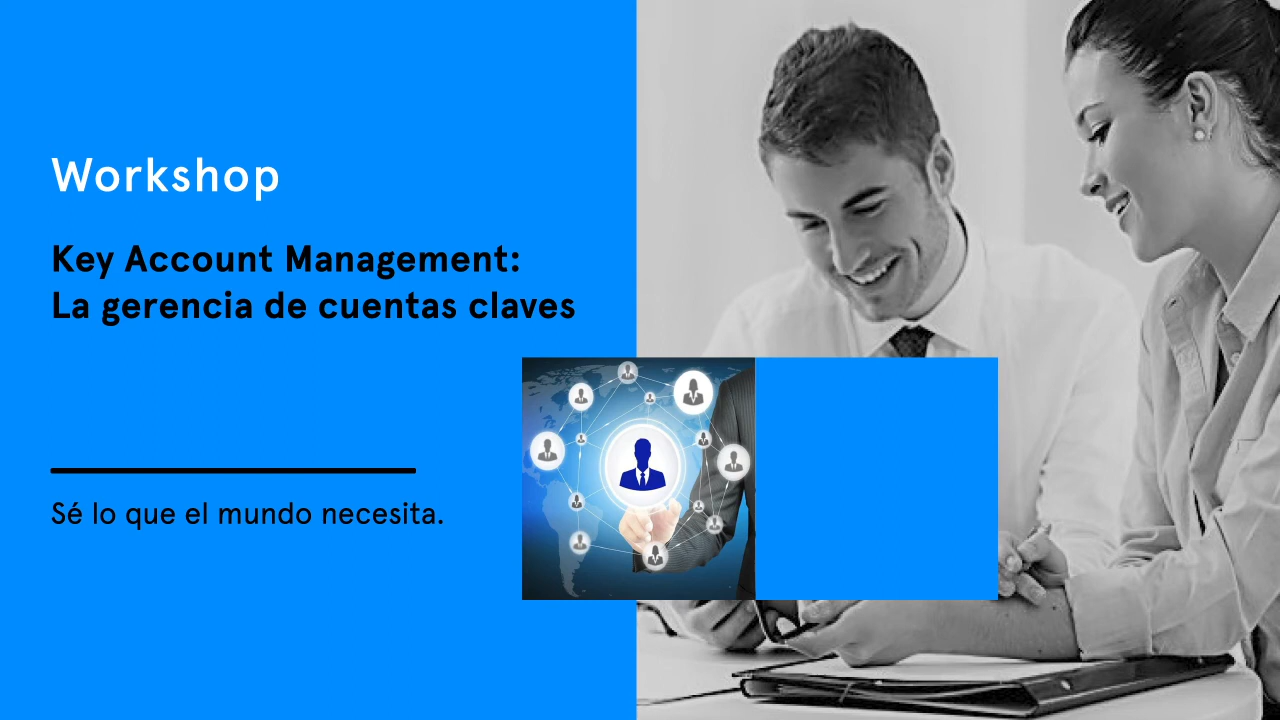 Workshop
Key Account Management:
La gerencia de cuentas claves
Sé lo que el mundo necesita.